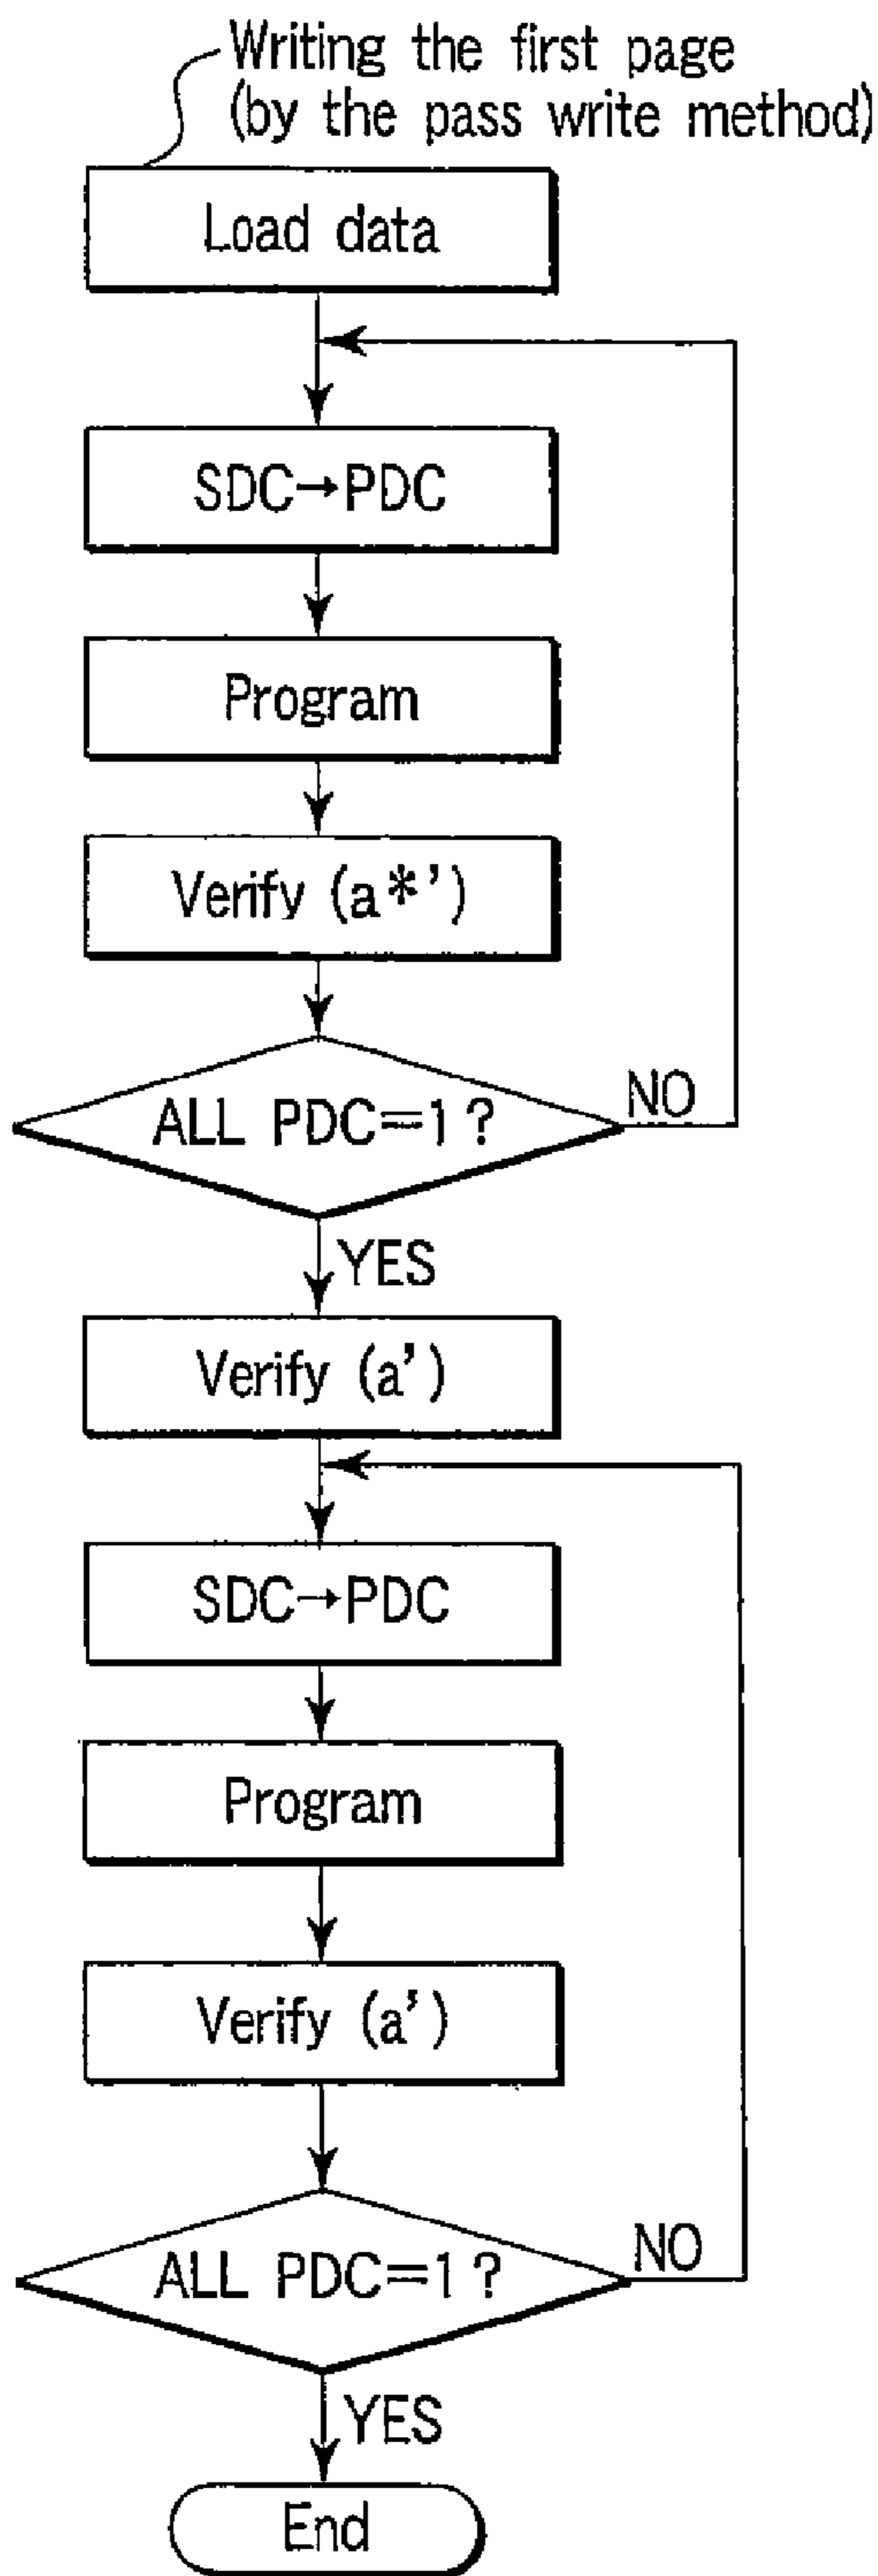 Writing the first page
(by the pass write method)
Load data
SDC→PDC
Program
Verify (a*')
ALL PDC=1?
NO
YES
Verify (a')
SDC→PDC
Program
Verify (a')
ALL PDC=1?
NO
YES
End